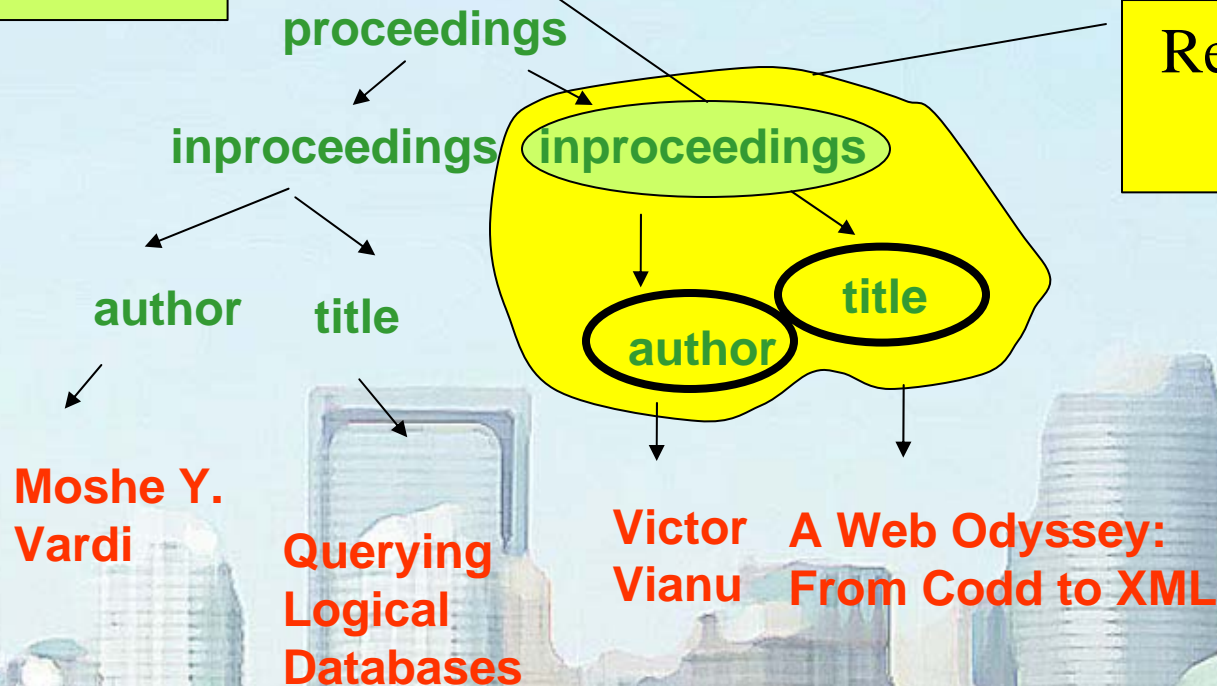 proceedings
Re
inproceedings
inproceedings
author
title
author
title
Moshe Y.
Vardi
Querying
Logical
Databases
Victor
Vianu
A Web Odyssey:
From Codd to XML